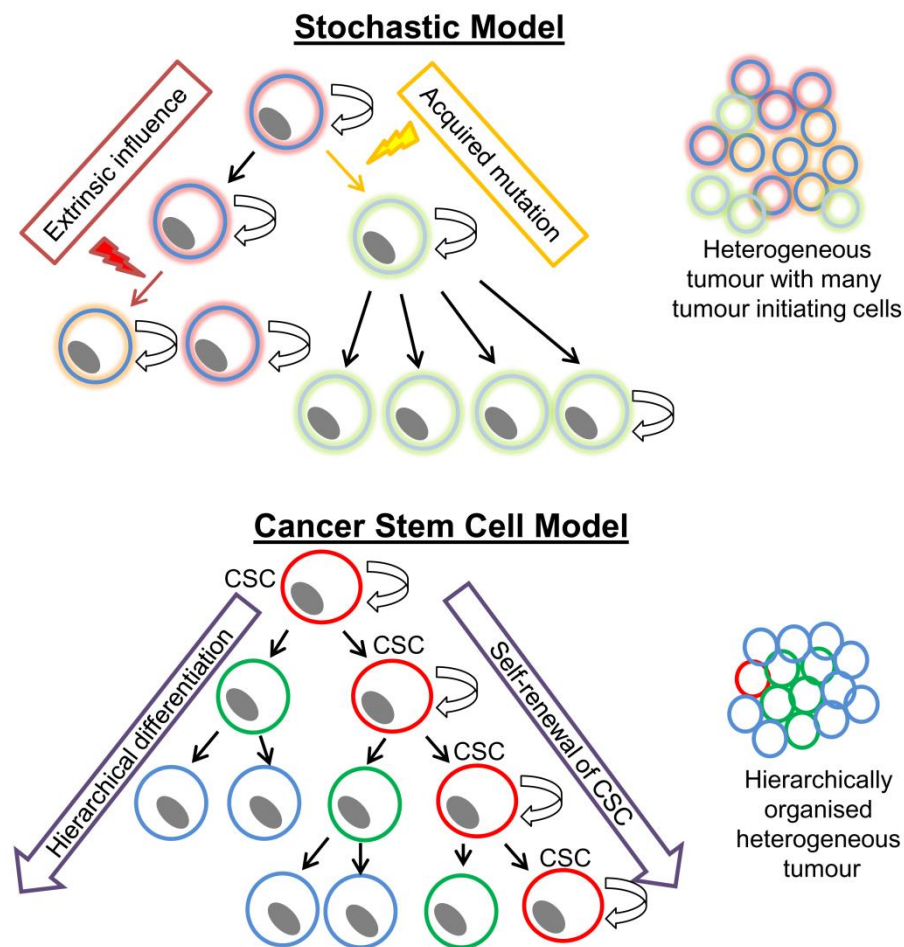 Stochastic Model
Extrinsic influence
Acquired mutation
Heterogeneous
tumour with many
tumour initiating cells
Cancer Stem Cell Model
CSC
CSC
CSC
CSC
Hierarchical differentiation
Self-renewal of CSC
Hierarchically
organised
heterogeneous
tumour